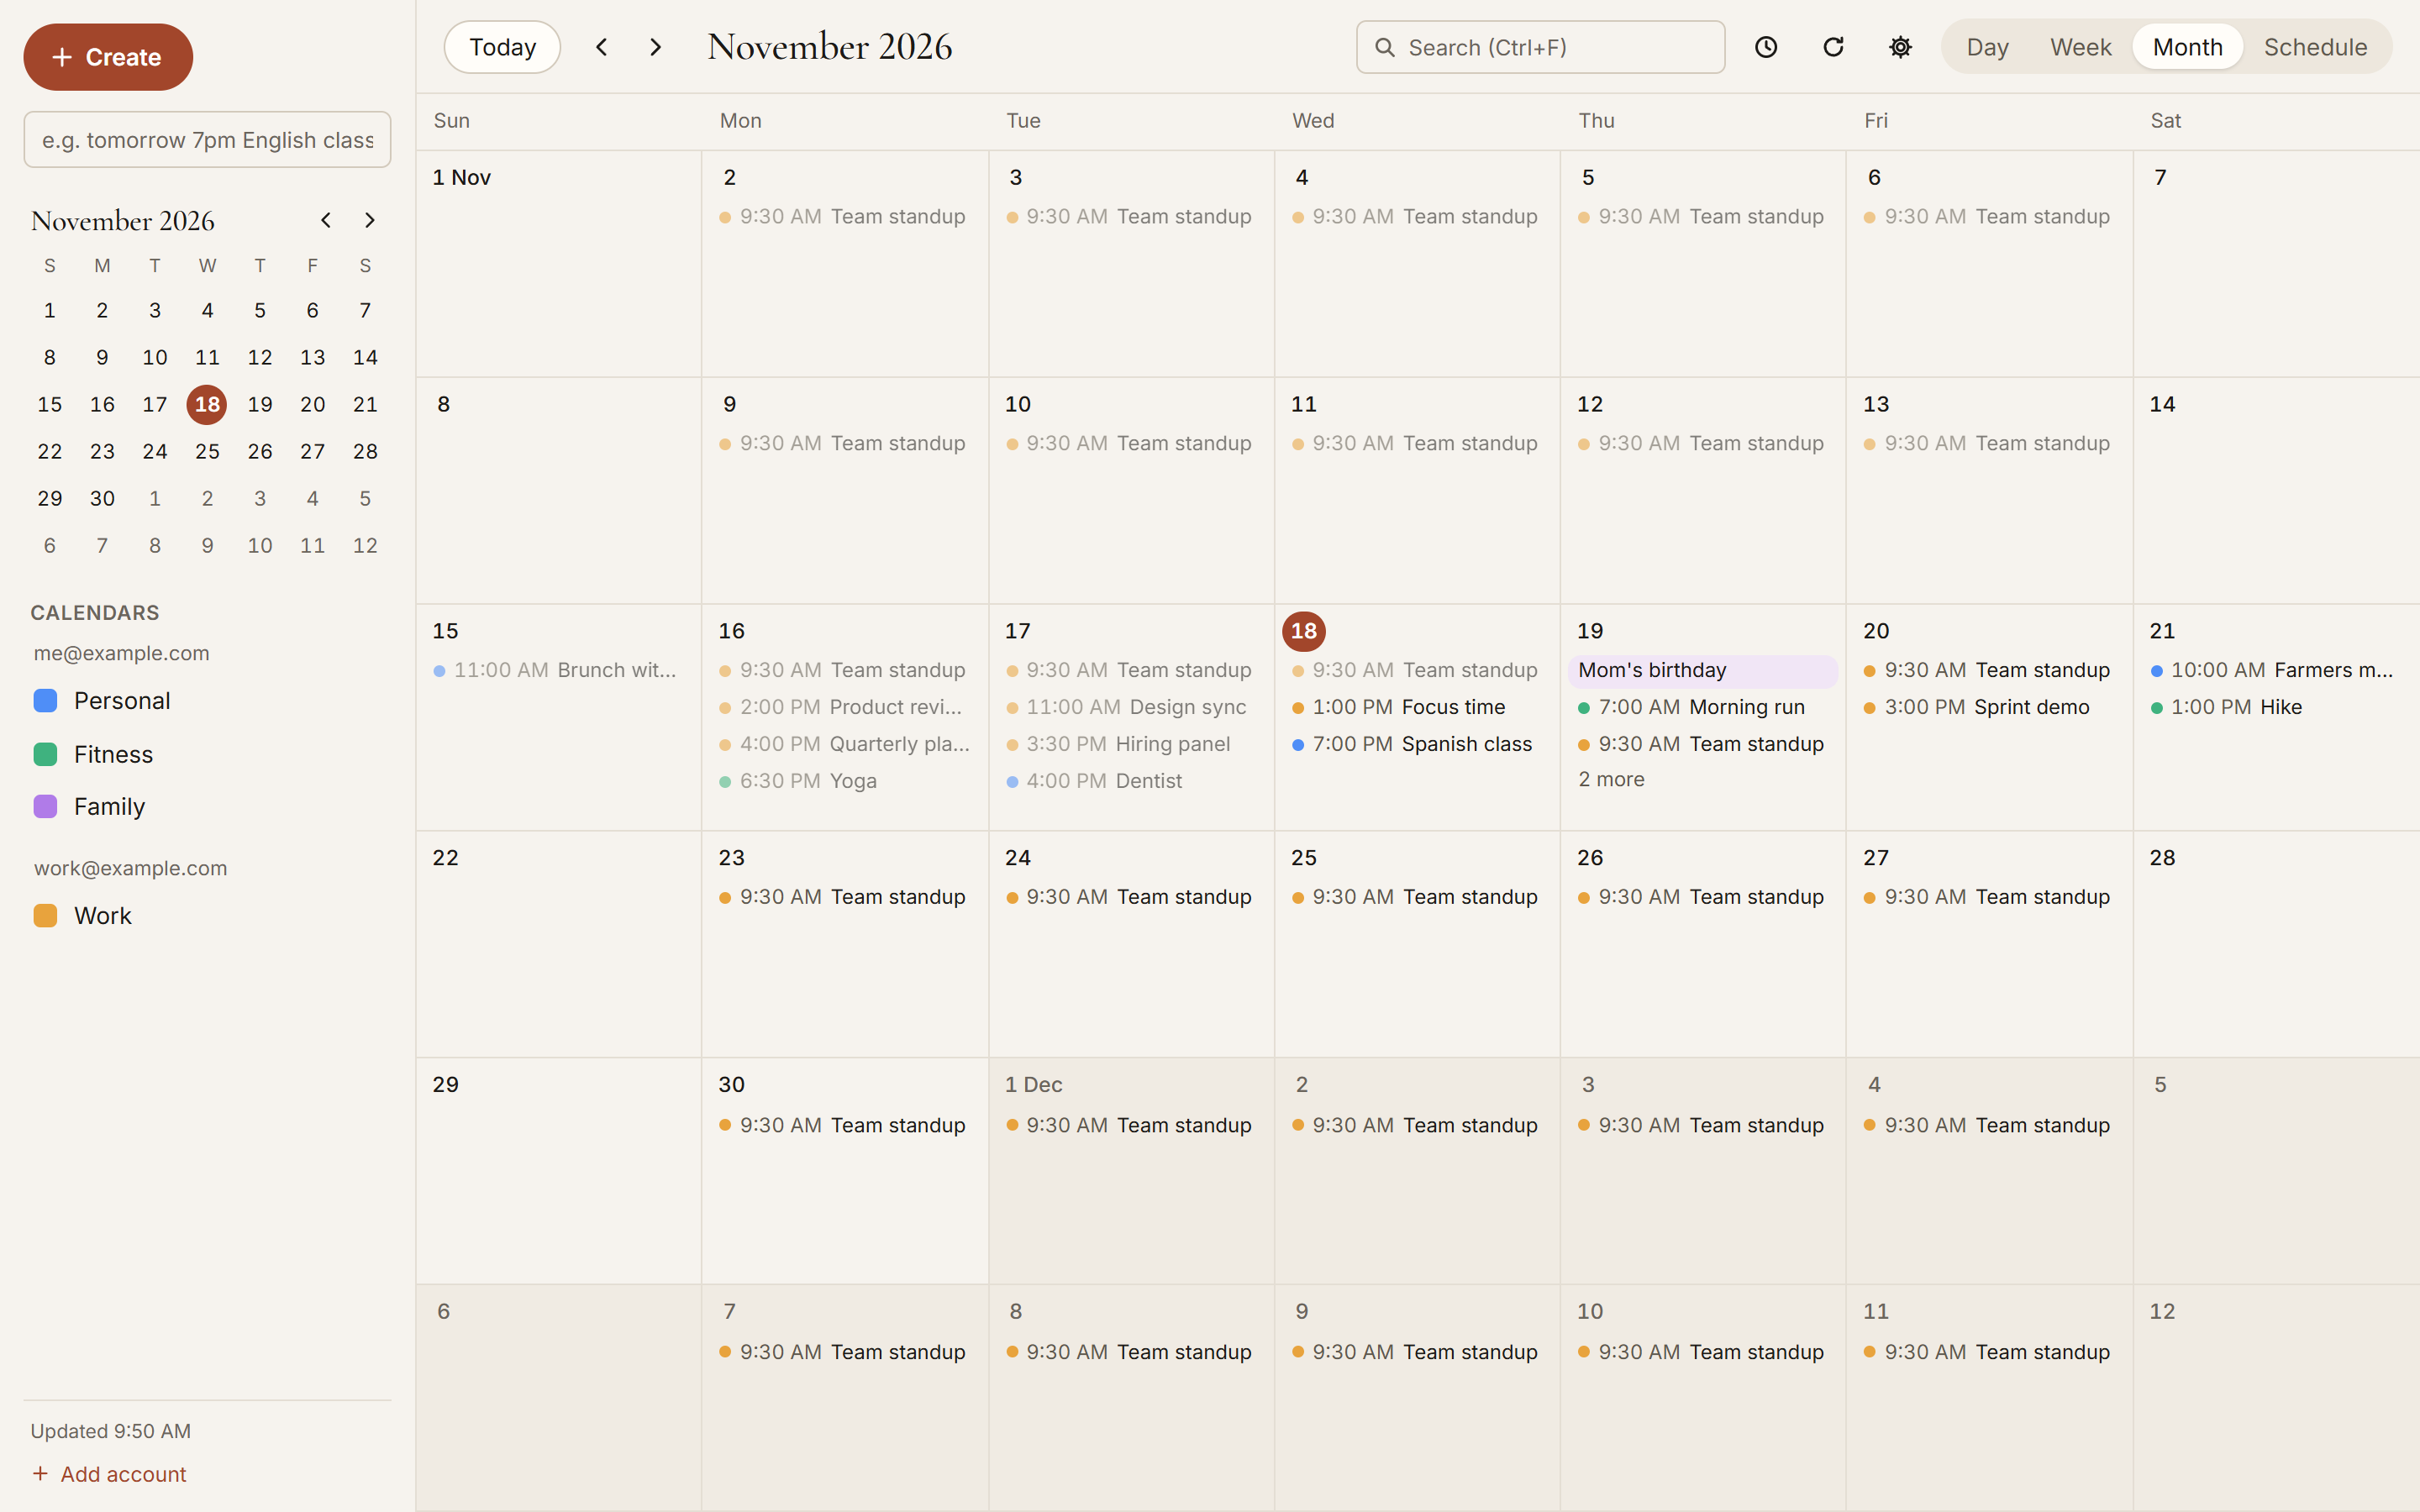 Create
e.g. tomorrow 7pm English class
November 2026
S M T W T F S
1 2 3 4 5 6 7
8 9 10 11 12 13 14
15 16 17 18 19 20 21
22 23 24 25 26 27 28
29 30 1 2 3 4 5
6 7 8 9 10 11 12
CALENDARS
me@example.com
Personal
Fitness
Family
work@example.com
Work
Updated 9:50 AM
Add account
Today
November 2026
Search (Ctrl+F)
Day Week Month Schedule
Sun Mon Tue Wed Thu Fri Sat
1 Nov 2 3 4 5 6 7
9:30 AM Team standup 9:30 AM Team standup 9:30 AM Team standup 9:30 AM Team standup 9:30 AM Team standup
8 9 10 11 12 13 14
9:30 AM Team standup 9:30 AM Team standup 9:30 AM Team standup 9:30 AM Team standup 9:30 AM Team standup
15 16 17 18 19 20 21
11:00 AM Brunch wit... 9:30 AM Team standup 9:30 AM Team standup 9:30 AM Team standup Mom's birthday 9:30 AM Team standup 10:00 AM Farmers m...
2:00 PM Product revi... 11:00 AM Design sync 1:00 PM Focus time 7:00 AM Morning run 3:00 PM Sprint demo 1:00 PM Hike
4:00 PM Quarterly pla... 3:30 PM Hiring panel 7:00 PM Spanish class 9:30 AM Team standup
6:30 PM Yoga 4:00 PM Dentist 2 more
22 23 24 25 26 27 28
9:30 AM Team standup 9:30 AM Team standup 9:30 AM Team standup 9:30 AM Team standup 9:30 AM Team standup
29 30 1 Dec 2 3 4 5
9:30 AM Team standup 9:30 AM Team standup 9:30 AM Team standup 9:30 AM Team standup 9:30 AM Team standup
6 7 8 9 10 11 12
9:30 AM Team standup 9:30 AM Team standup 9:30 AM Team standup 9:30 AM Team standup 9:30 AM Team standup